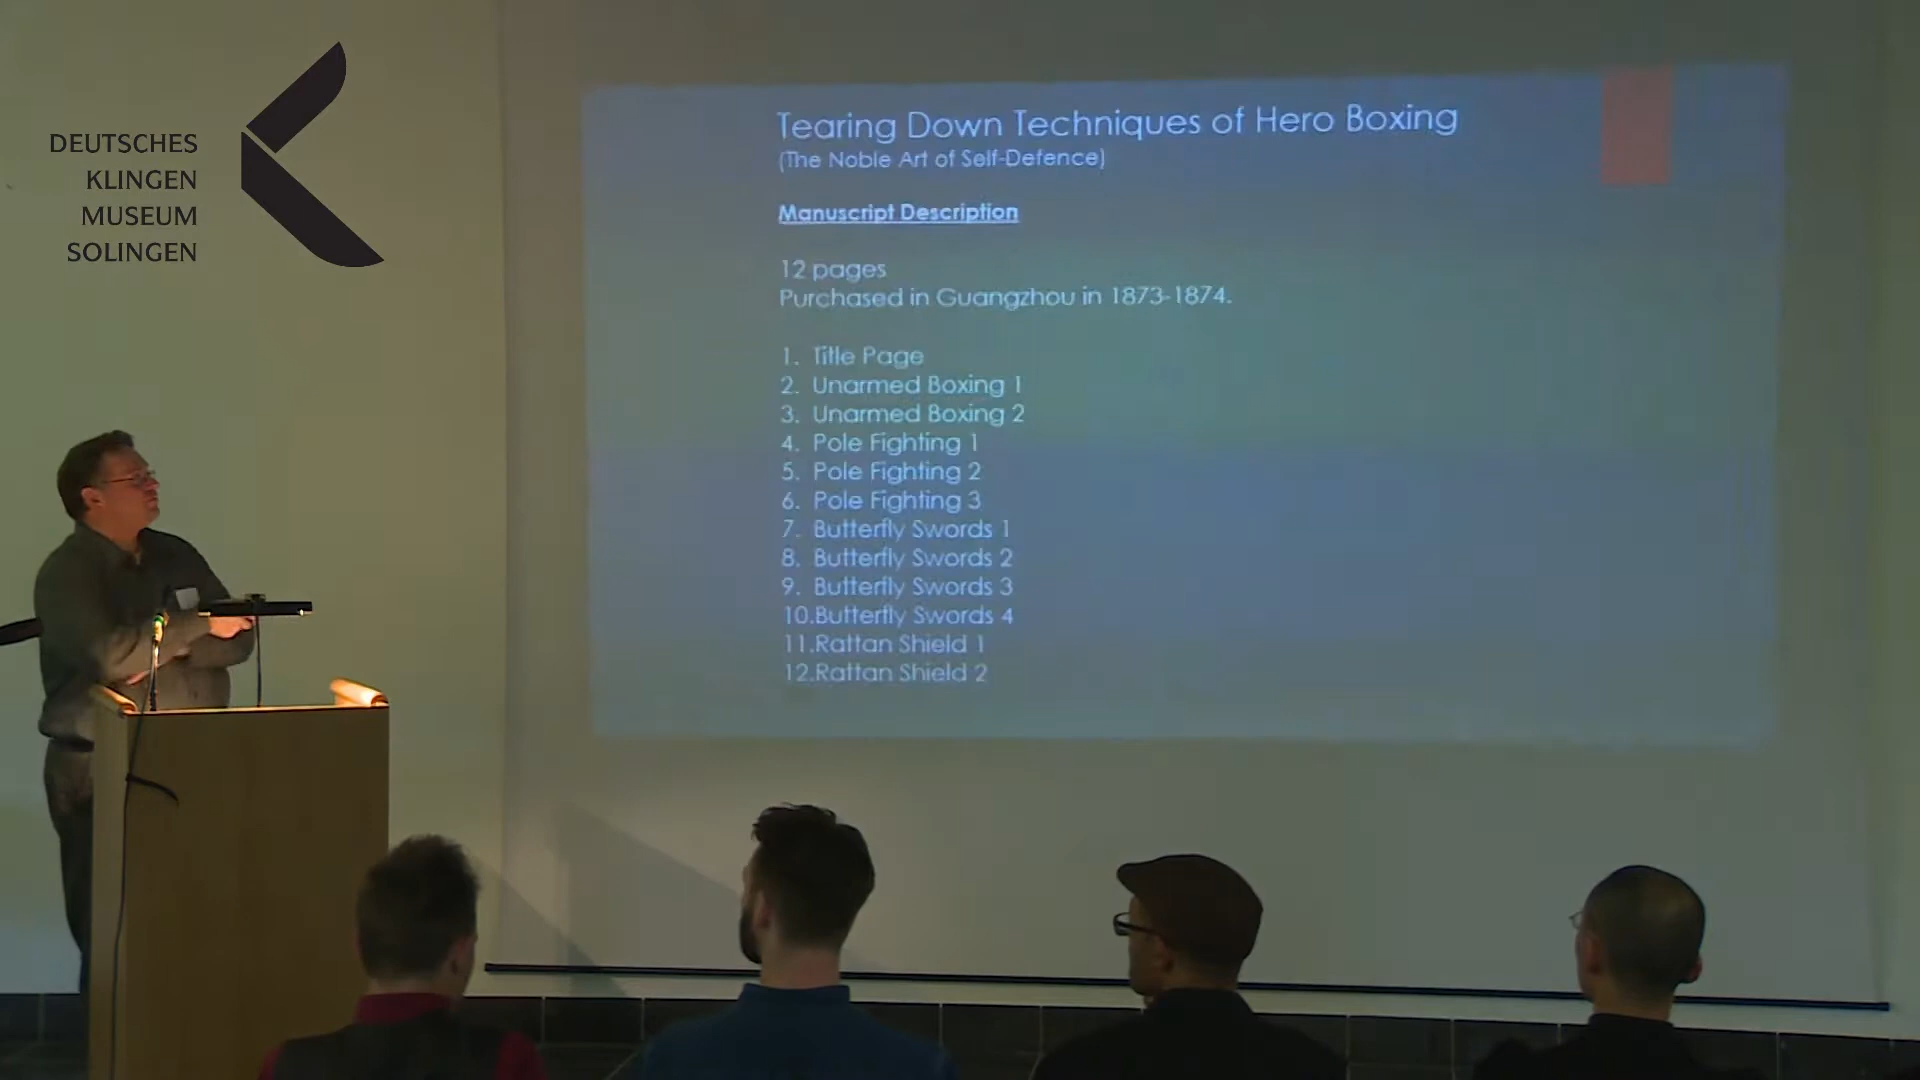 DEUTSCHES
KLINGEN
MUSEUM
SOLINGEN
Tearing Down Techniques of Hero Boxing
(The Noble Art of Self-Defence)
Manuscript Description
12 pages
Purchased in Guangzhou in 1873-1874.
1. Title Page
2. Unarmed Boxing 1
3. Unarmed Boxing 2
4. Pole Fighting 1
5. Pole Fighting 2
6. Pole Fighting 3
7. Butterfly Swords 1
8. Butterfly Swords 2
9. Butterfly Swords 3
10.Butterfly Swords 4
11.Rattan Shield 1
12.Rattan Shield 2